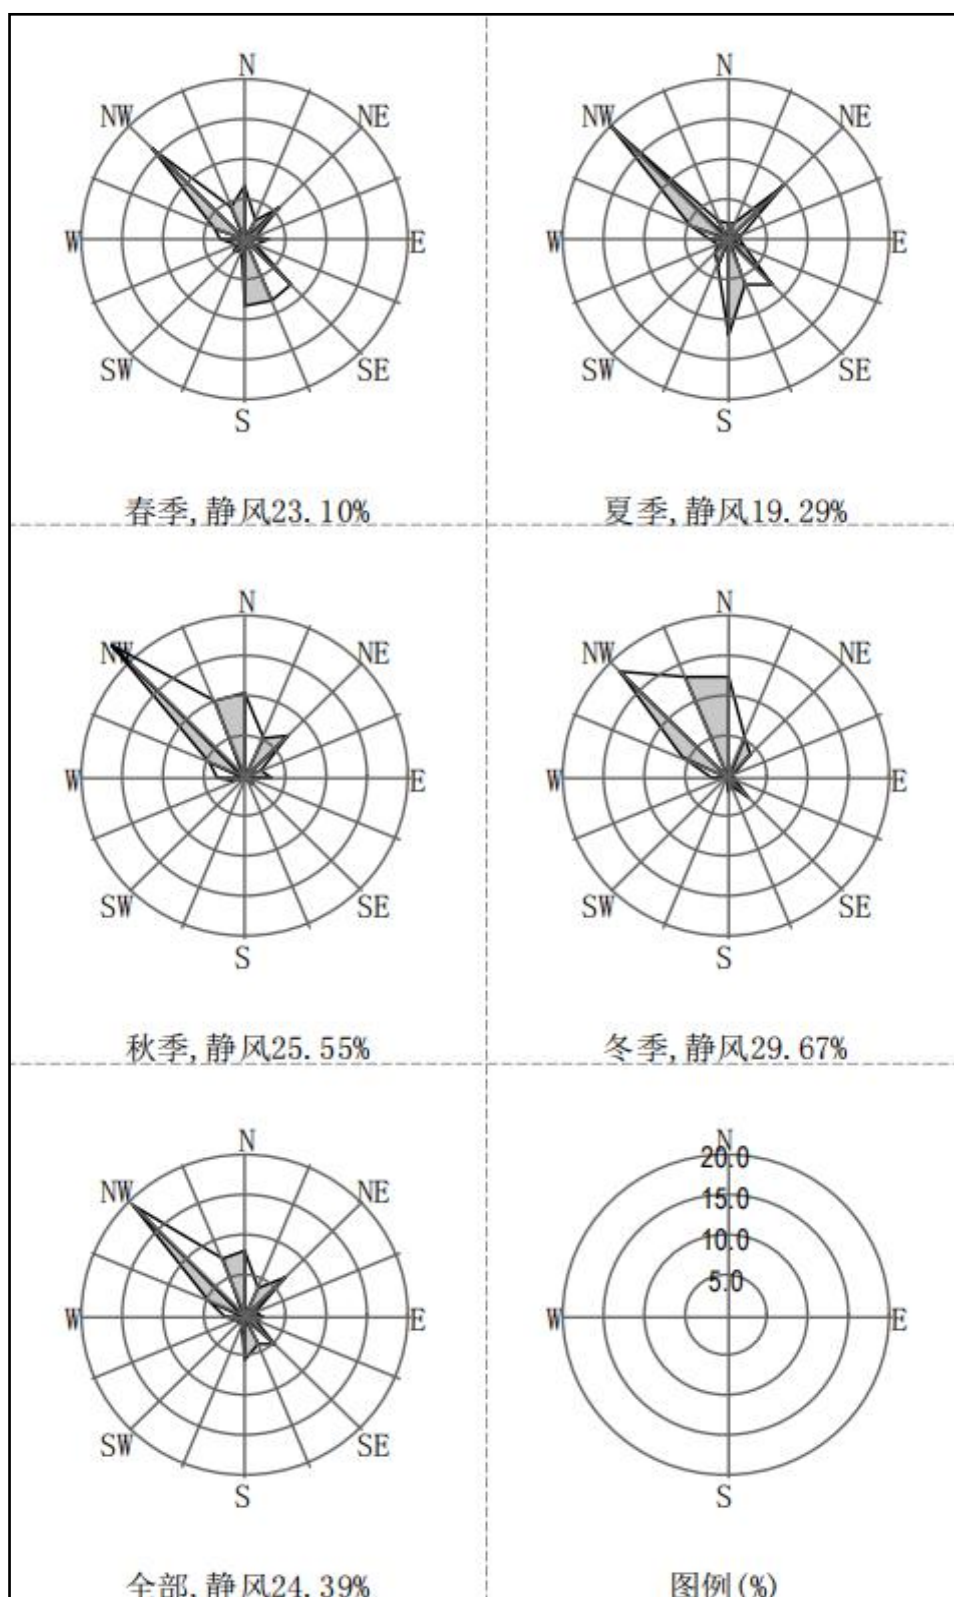 N
NW NE
W E
SW SE
S
春季,静风23.10%
N
NW NE
W E
SW SE
S
夏季,静风19.29%
N
NW NE
W E
SW SE
S
秋季,静风25.55%
N
NW NE
W E
SW SE
S
冬季,静风29.67%
N
NW NE
W E
SW SE
S
全部,静风24.39%
N
20.0
15.0
10.0
5.0
W E
S
图例(%)